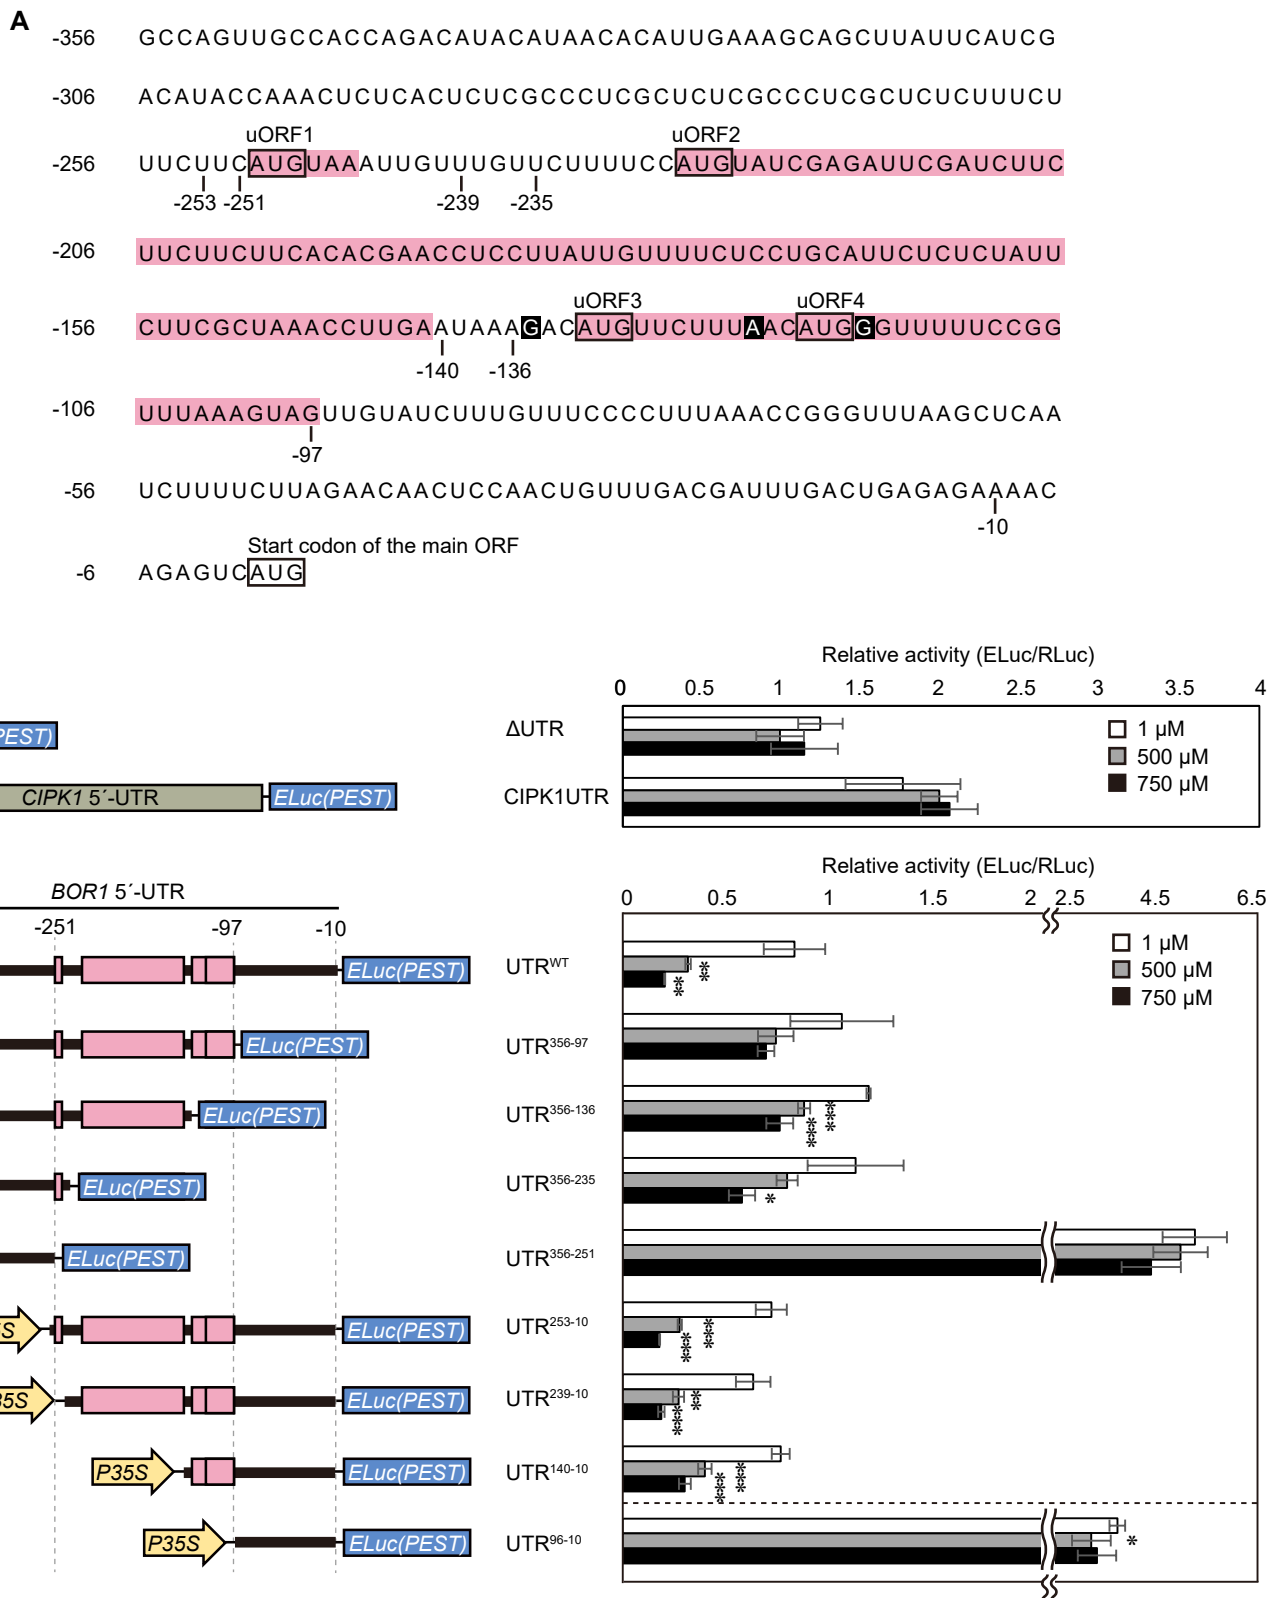 A
-356 GCCAGUUGCCACCAGACAUACAUAACACAUUGAAAGCAGCUUAUUCAUCG
-306 ACAUACCAAACUCUCACUCUCGCCCUCGCUCUCGCCCUCGCUCUCUUUCU
uORF1 uORF2
-256 UUCUUCAUGUAAAUUGUUUGUUCUUUUCCAUGUAUCGAGAUUCGAUCUUC
-253 -251 -239 -235
-206 UUCUUCUUCACACGAACCUCCUUAUUGUUUUCUCCUGCAUUCUCUCUAUU
uORF3 uORF4
-156 CUUCGCUAAACCUUGAAUAAAGACAUGUUCUUUAACAUGGGUUUUUCCGG
-140 -136
-106 UUUAAAGUAGUUGUAUCUUUGUUUCCCCUUUAAACCGGGUUUAAGCUCAA
-97
-56 UCUUUUCUUAGAACAACUCCAACUGUUUGACGAUUUGACUGAGAGAAAAC
-10
Start codon of the main ORF
-6 AGAGUCAUG
Relative activity (ELuc/RLuc)
0 0.5 1 1.5 2 2.5 3 3.5 4
PEST) ΔUTR
1 µM
500 µM
750 µM
CIPK1 5´-UTR ELuc(PEST) CIPK1UTR
Relative activity (ELuc/RLuc)
BOR1 5´-UTR
0 0.5 1 1.5 2 2.5 4.5 6.5
-251 -97 -10
1 µM
500 µM
750 µM
ELuc(PEST) UTRWT ** **
ELuc(PEST) UTR356-97
ELuc(PEST) UTR356-136 *** ***
ELuc(PEST) UTR356-235 *
ELuc(PEST) UTR356-251
S ELuc(PEST) UTR253-10 *** ***
35S ELuc(PEST) UTR239-10 *** **
P35S ELuc(PEST) UTR140-10 *** ***
P35S ELuc(PEST) UTR96-10 *